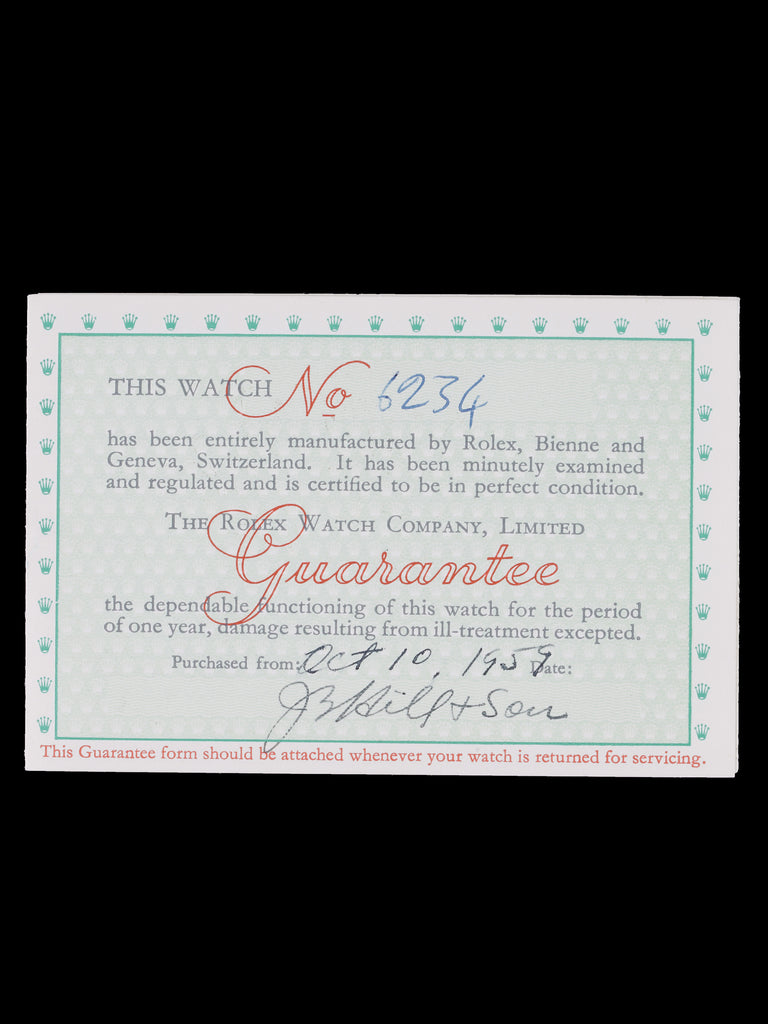 THIS WATCH No 6234
has been entirely manufactured by Rolex, Bienne and
Geneva, Switzerland. It has been minutely examined
and regulated and is certified to be in perfect condition.
THE ROLEX WATCH COMPANY, LIMITED
Guarantee
the dependable functioning of this watch for the period
of one year, damage resulting from ill-treatment excepted.
Purchased from: Oct 10, 1959 Date:
JB Hill + Son
This Guarantee form should be attached whenever your watch is returned for servicing.